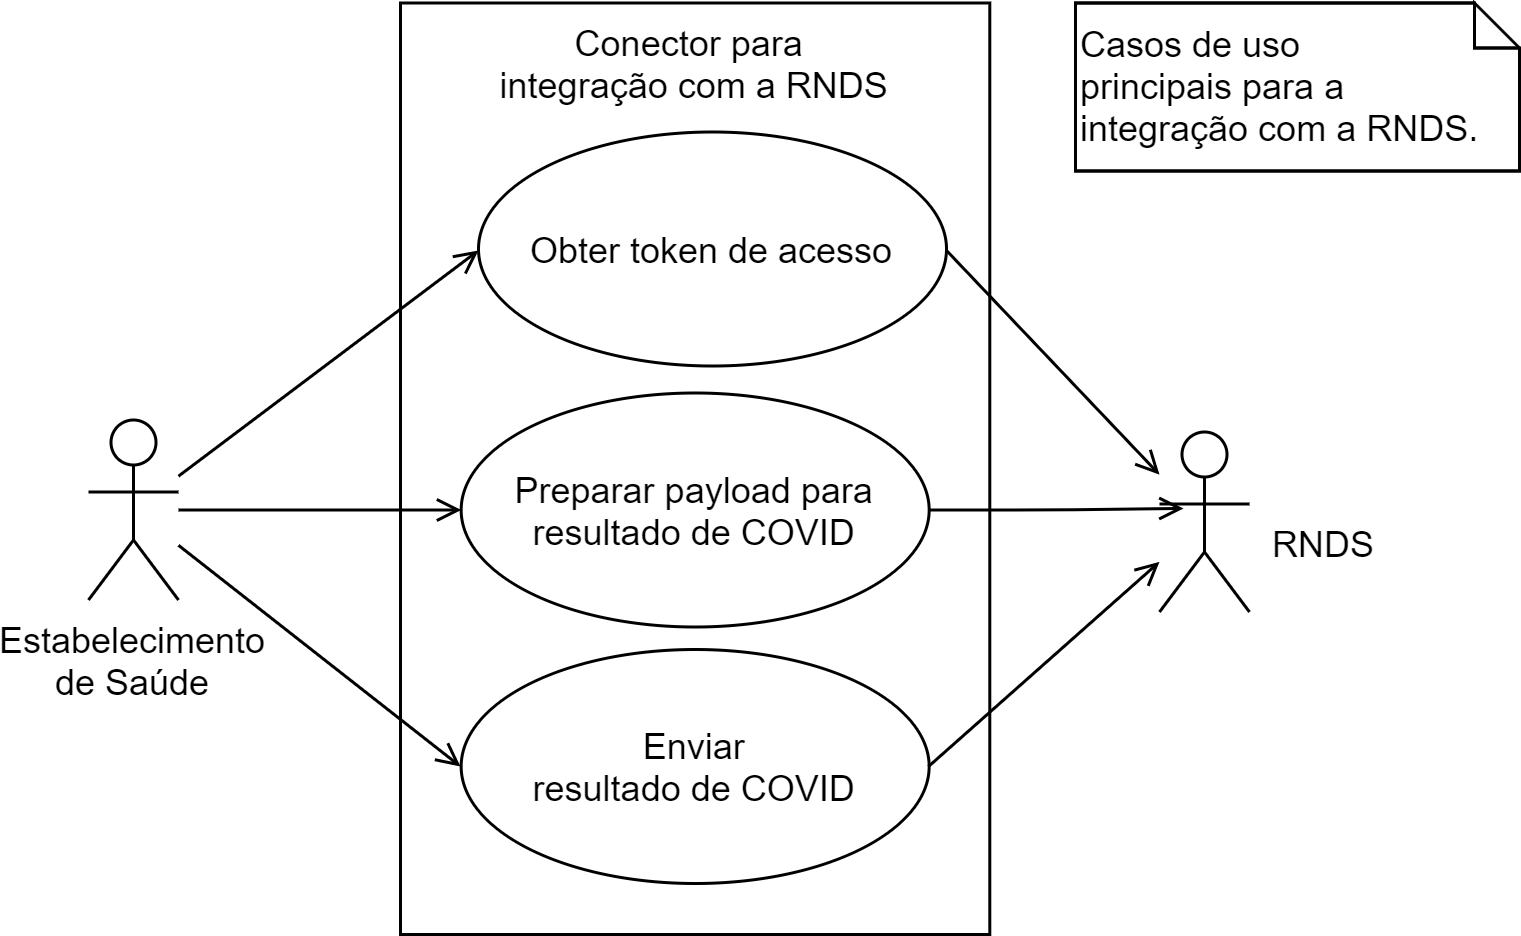 Conector para
integração com a RNDS
Casos de uso
principais para a
integração com a RNDS.
Obter token de acesso
Preparar payload para
resultado de COVID
RNDS
Estabelecimento
de Saúde
Enviar
resultado de COVID